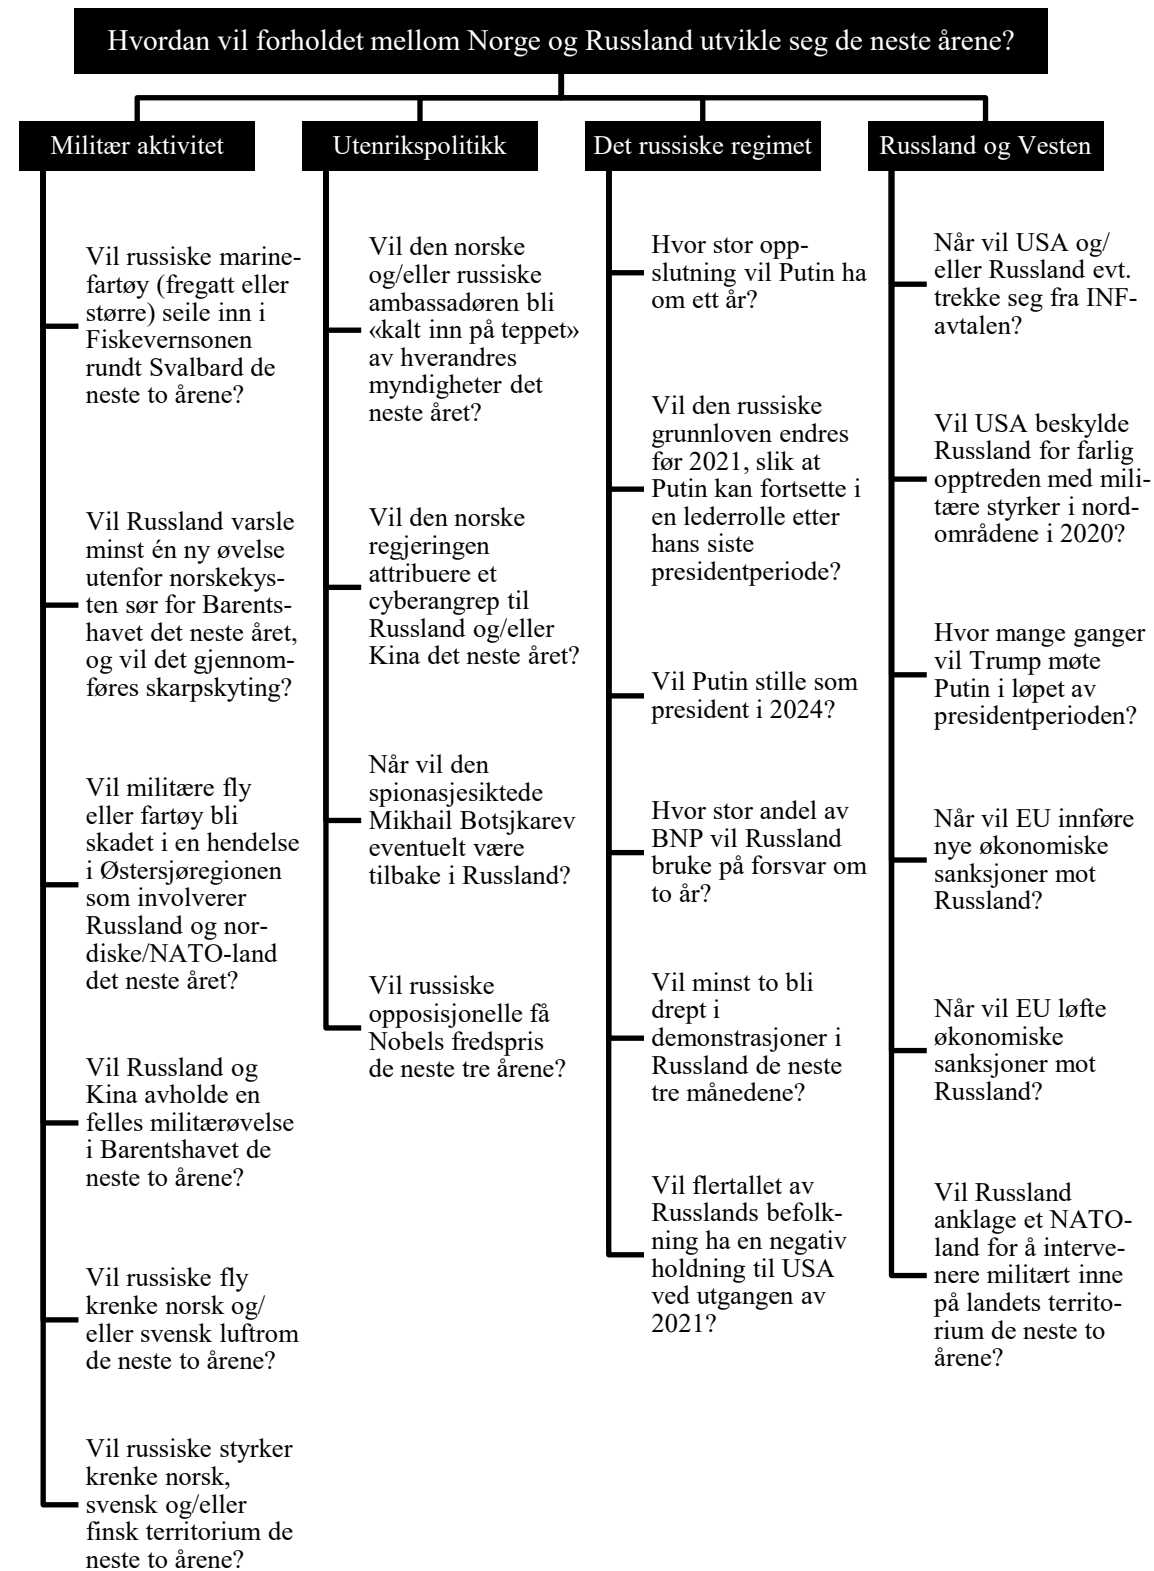 Hvordan vil forholdet mellom Norge og Russland utvikle seg de neste årene?
Militær aktivitet
Vil russiske marine-
fartøy (fregatt eller
større) seile inn i
Fiskevernsonen
rundt Svalbard de
neste to årene?
Vil Russland varsle
minst én ny øvelse
utenfor norskekys-
ten sør for Barents-
havet det neste året,
og vil det gjennom-
føres skarpskyting?
Vil militære fly
eller fartøy bli
skadet i en hendelse
i Østersjøregionen
som involverer
Russland og nor-
diske/NATO-land
det neste året?
Vil Russland og
Kina avholde en
felles militærøvelse
i Barentshavet de
neste to årene?
Vil russiske fly
krenke norsk og/
eller svensk luftrom
de neste to årene?
Vil russiske styrker
krenke norsk,
svensk og/eller
finsk territorium de
neste to årene?
Utenrikspolitikk
Vil den norske
og/eller russiske
ambassadøren bli
«kalt inn på teppet»
av hverandres
myndigheter det
neste året?
Vil den norske
regjeringen
attribuere et
cyberangrep til
Russland og/eller
Kina det neste året?
Når vil den
spionasjesiktede
Mikhail Botsjkarev
eventuelt være
tilbake i Russland?
Vil russiske
opposisjonelle få
Nobels fredspris
de neste tre årene?
Det russiske regimet
Hvor stor opp-
slutning vil Putin ha
om ett år?
Vil den russiske
grunnloven endres
før 2021, slik at
Putin kan fortsette i
en lederrolle etter
hans siste
presidentperiode?
Vil Putin stille som
president i 2024?
Hvor stor andel av
BNP vil Russland
bruke på forsvar om
to år?
Vil minst to bli
drept i
demonstrasjoner i
Russland de neste
tre månedene?
Vil flertallet av
Russlands befolk-
ning ha en negativ
holdning til USA
ved utgangen av
2021?
Russland og Vesten
Når vil USA og/
eller Russland evt.
trekke seg fra INF-
avtalen?
Vil USA beskylde
Russland for farlig
opptreden med mili-
tære styrker i nord-
områdene i 2020?
Hvor mange ganger
vil Trump møte
Putin i løpet av
presidentperioden?
Når vil EU innføre
nye økonomiske
sanksjoner mot
Russland?
Når vil EU løfte
økonomiske
sanksjoner mot
Russland?
Vil Russland
anklage et NATO-
land for å interve-
nere militært inne
på landets territo-
rium de neste to
årene?